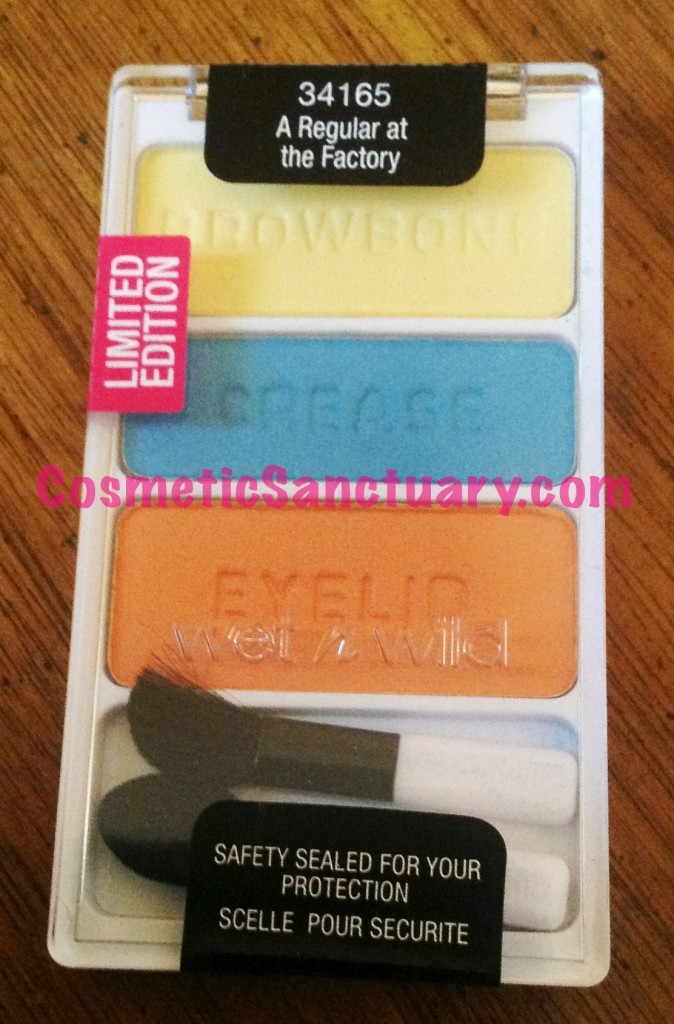 34165
A Regular at
the Factory
BROWBONE
LIMITED
EDITION
CREASE
CosmeticSanctuary.com
EYELID
wet n wild
SAFETY SEALED FOR YOUR
PROTECTION
SCELLE POUR SECURITE